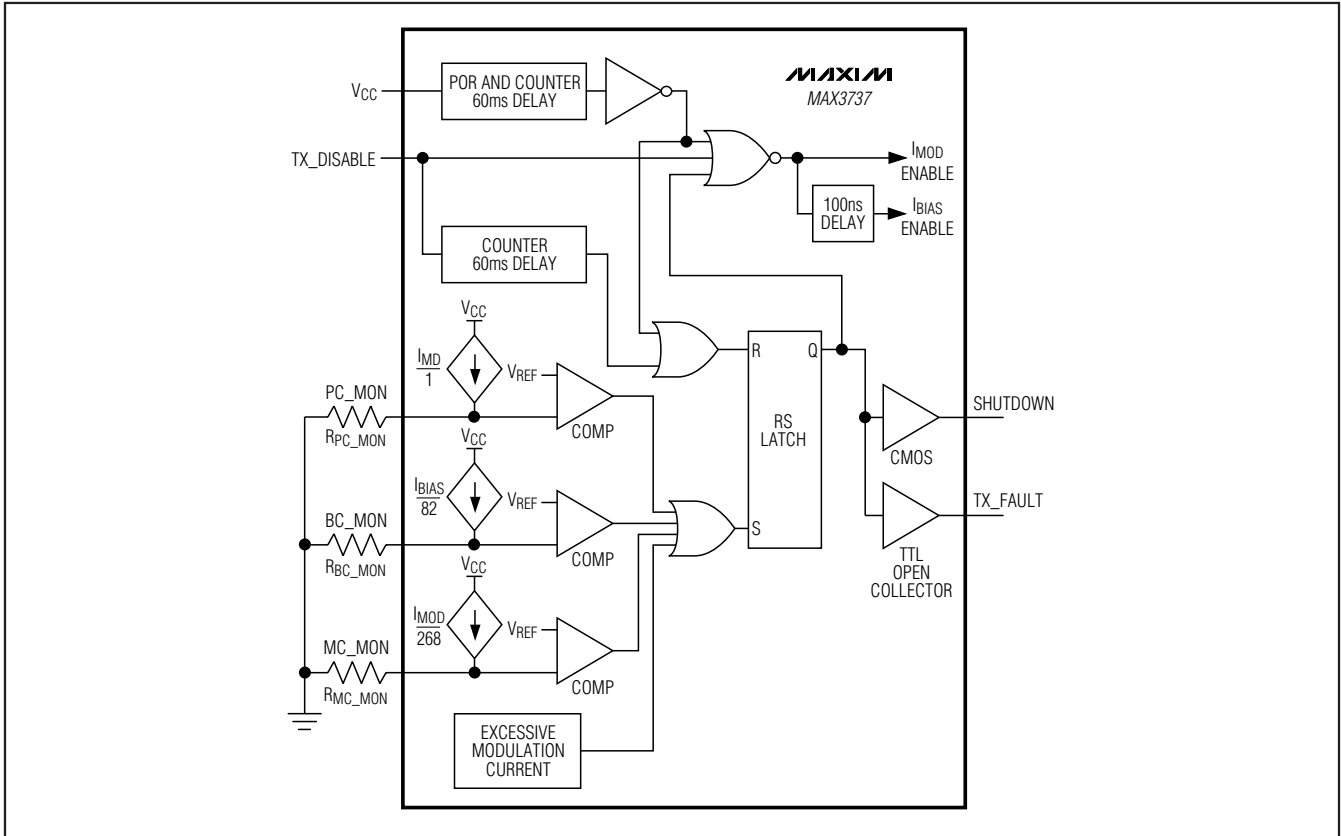 MAXIM
MAX3737
VCC
POR AND COUNTER
60ms DELAY
TX_DISABLE
IMOD
ENABLE
100ns
DELAY
IBIAS
ENABLE
COUNTER
60ms DELAY
VCC
IMD
1
VREF
COMP
PC_MON
RPC_MON
R
Q
RS
LATCH
S
SHUTDOWN
CMOS
VCC
IBIAS
82
VREF
COMP
BC_MON
RBC_MON
TX_FAULT
TTL
OPEN
COLLECTOR
VCC
IMOD
268
VREF
COMP
MC_MON
RMC_MON
EXCESSIVE
MODULATION
CURRENT